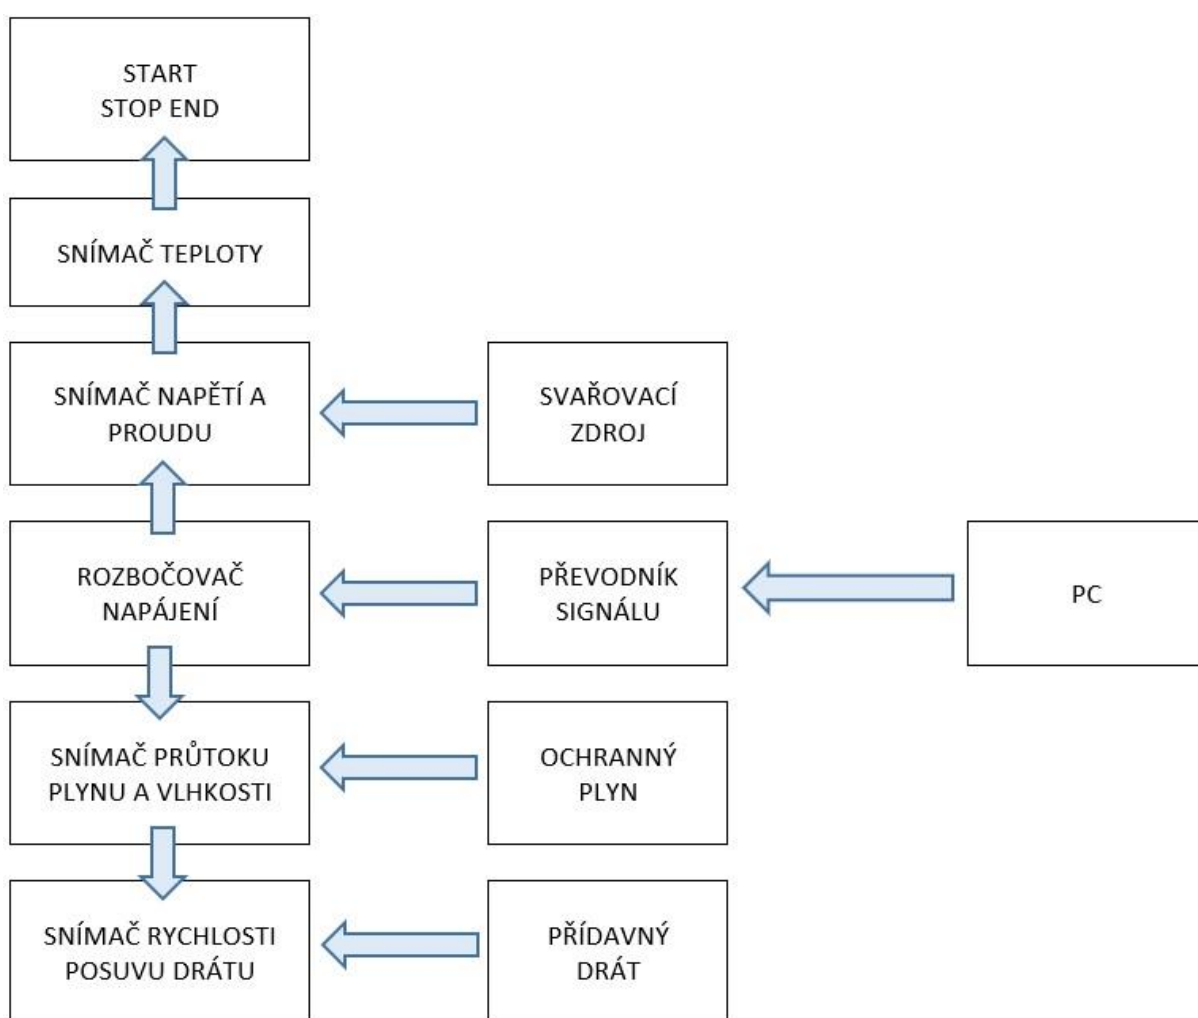 START
STOP END
SNÍMAČ TEPLOTY
SNÍMAČ NAPĚTÍ A
PROUDU
SVAŘOVACÍ
ZDROJ
ROZBOČOVAČ
NAPÁJENÍ
PŘEVODNÍK
SIGNÁLU
PC
SNÍMAČ PRŮTOKU
PLYNU A VLHKOSTI
OCHRANNÝ
PLYN
SNÍMAČ RYCHLOSTI
POSUVU DRÁTU
PŘÍDAVNÝ
DRÁT